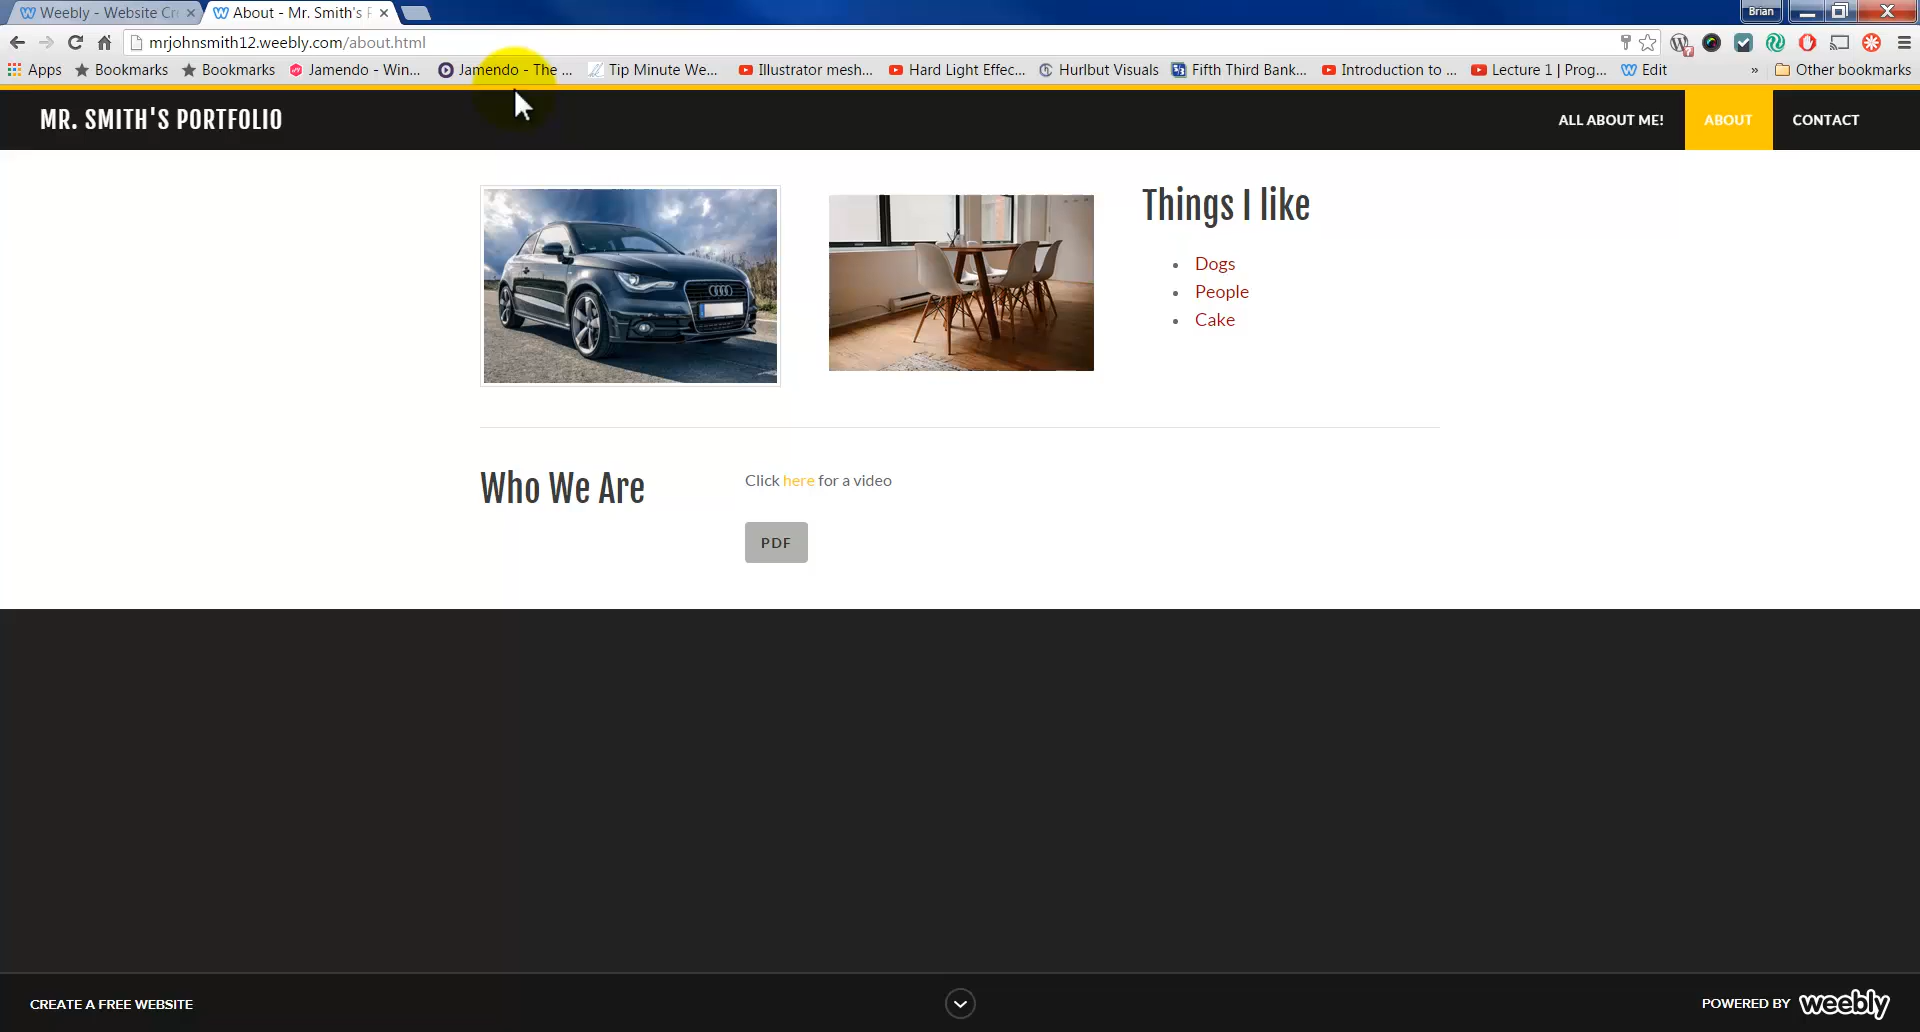 Weebly - Website Cr
About - Mr. Smith's P
Brian
mrjohnsmith12.weebly.com/about.html
Apps
Bookmarks
Bookmarks
Jamendo - Win...
Jamendo - The ...
Tip Minute We...
Illustrator mesh...
Hard Light Effec...
Hurlbut Visuals
Fifth Third Bank...
Introduction to ...
Lecture 1 | Prog...
Edit
»
Other bookmarks
MR. SMITH'S PORTFOLIO
ALL ABOUT ME!
ABOUT
CONTACT
Things I like
• Dogs
• People
• Cake
Who We Are
Click here for a video
PDF
CREATE A FREE WEBSITE
POWERED BY weebly